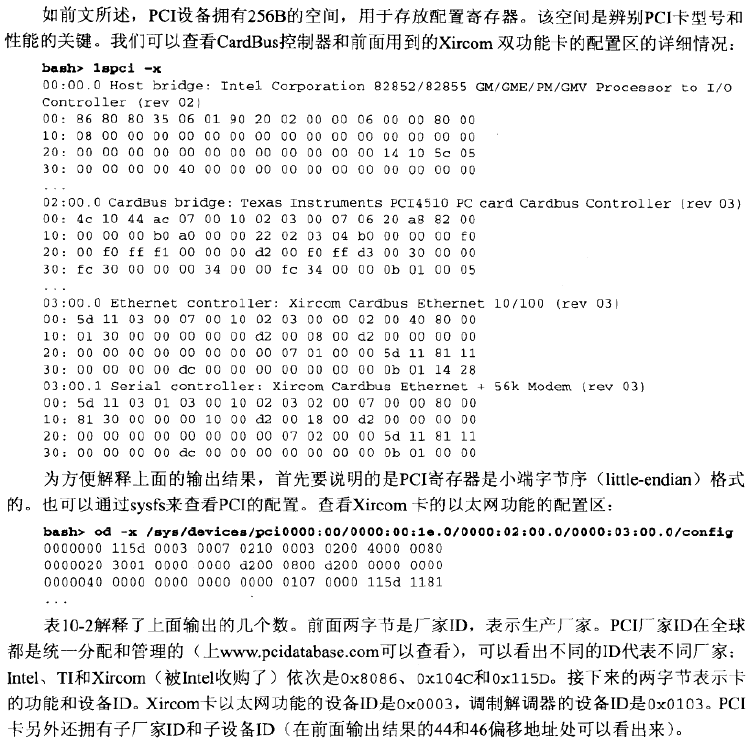 如前文所述，PCI设备拥有256B的空间，用于存放配置寄存器。该空间是辨别PCI卡型号和
性能的关键。我们可以查看CardBus控制器和前面用到的Xircom 双功能卡的配置区的详细情况：
bash> lspci -x
00:00.0 Host bridge: Intel Corporation 82852/82855 GM/GME/PM/GMV Processor to I/O
Controller (rev 02)
00: 86 80 80 35 06 01 90 20 02 00 00 06 00 00 80 00
10: 08 00 00 00 00 00 00 00 00 00 00 00 00 00 00 00
20: 00 00 00 00 00 00 00 00 00 00 00 00 14 10 5c 05
30: 00 00 00 00 40 00 00 00 00 00 00 00 00 00 00 00
...
02:00.0 CardBus bridge: Texas Instruments PCI4510 PC card Cardbus Controller (rev 03)
00: 4c 10 44 ac 07 00 10 02 03 00 07 06 20 a8 82 00
10: 00 00 00 b0 a0 00 00 22 02 03 04 b0 00 00 00 f0
20: 00 f0 ff f1 00 00 00 d2 00 f0 ff d3 00 30 00 00
30: fc 30 00 00 00 34 00 00 fc 34 00 00 0b 01 00 05
...
03:00.0 Ethernet controller: Xircom Cardbus Ethernet 10/100 (rev 03)
00: 5d 11 03 00 07 00 10 02 03 00 00 02 00 40 80 00
10: 01 30 00 00 00 00 00 d2 00 08 00 d2 00 00 00 00
20: 00 00 00 00 00 00 00 00 07 01 00 00 5d 11 81 11
30: 00 00 00 00 dc 00 00 00 00 00 00 00 0b 01 14 28
03:00.1 Serial controller: Xircom Cardbus Ethernet + 56k Modem (rev 03)
00: 5d 11 03 01 03 00 10 02 03 02 00 07 00 00 80 00
10: 81 30 00 00 00 10 00 d2 00 18 00 d2 00 00 00 00
20: 00 00 00 00 00 00 00 00 07 02 00 00 5d 11 81 11
30: 00 00 00 00 dc 00 00 00 00 00 00 00 0b 01 00 00
为方便解释上面的输出结果，首先要说明的是PCI寄存器是小端字节序（little-endian）格式
的。也可以通过sysfs来查看PCI的配置。查看Xircom 卡的以太网功能的配置区：
bash> od -x /sys/devices/pci0000:00/0000:00:1e.0/0000:02:00.0/0000:03:00.0/config
0000000 115d 0003 0007 0210 0003 0200 4000 0080
0000020 3001 0000 0000 d200 0800 d200 0000 0000
0000040 0000 0000 0000 0000 0107 0000 115d 1181
...
表10-2解释了上面输出的几个数。前面两字节是厂家ID，表示生产厂家。PCI厂家ID在全球
都是统一分配和管理的（上www.pcidatabase.com可以查看），可以看出不同的ID代表不同厂家；
Intel、TI和Xircom（被Intel收购了）依次是0x8086、0x104C和0x115D。接下来的两字节表示卡
的功能和设备ID。Xircom卡以太网功能的设备ID是0x0003，调制解调器的设备ID是0x0103。PCI
卡另外还拥有子厂家ID和子设备ID（在前面输出结果的44和46偏移地址处可以看出来）。